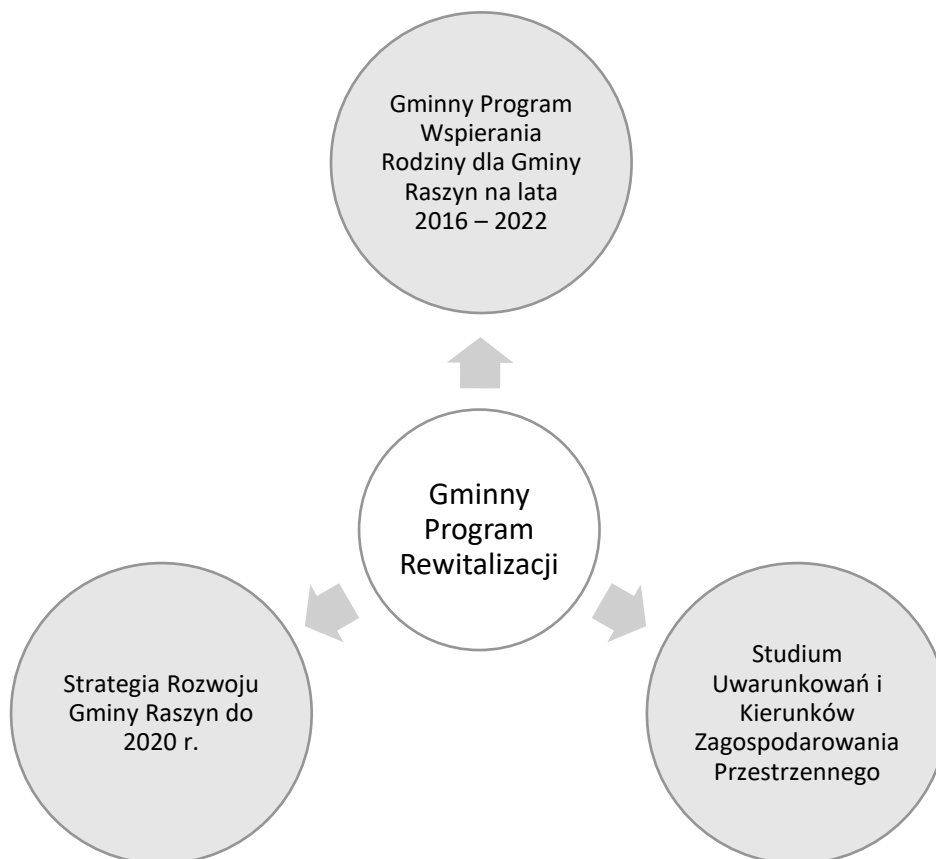 Gminny Program
Wspierania
Rodziny dla Gminy
Raszyn na lata
2016 – 2022
Gminny
Program
Rewitalizacji
Strategia Rozwoju
Gminy Raszyn do
2020 r.
Studium
Uwarunkowań i
Kierunków
Zagospodarowania
Przestrzennego